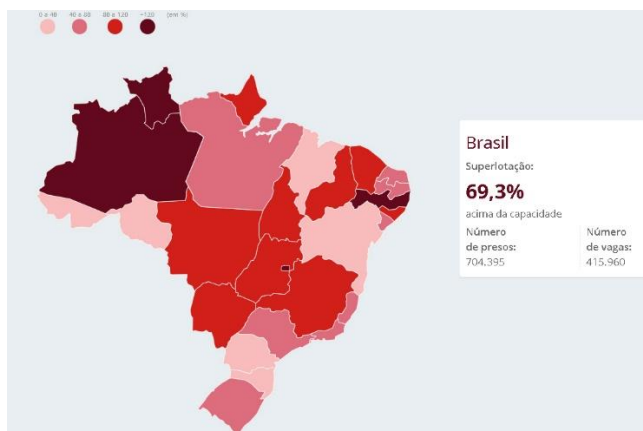 0 a 40 40 a 80 80 a 120 +120 (em %)
Brasil
Superlotação:
69,3%
acima da capacidade
Número de presos:
704.395
Número de vagas:
415.960